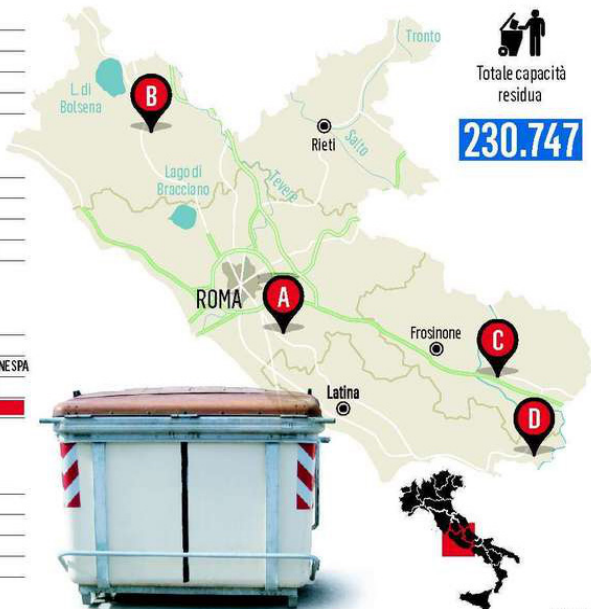 Tronto
Totale capacità
residua
230.747
L. di
Bolsena
B
Rieti
Salto
Lago di
Bracciano
Tevere
ROMA
A
Frosinone
C
NE SPA
Latina
D